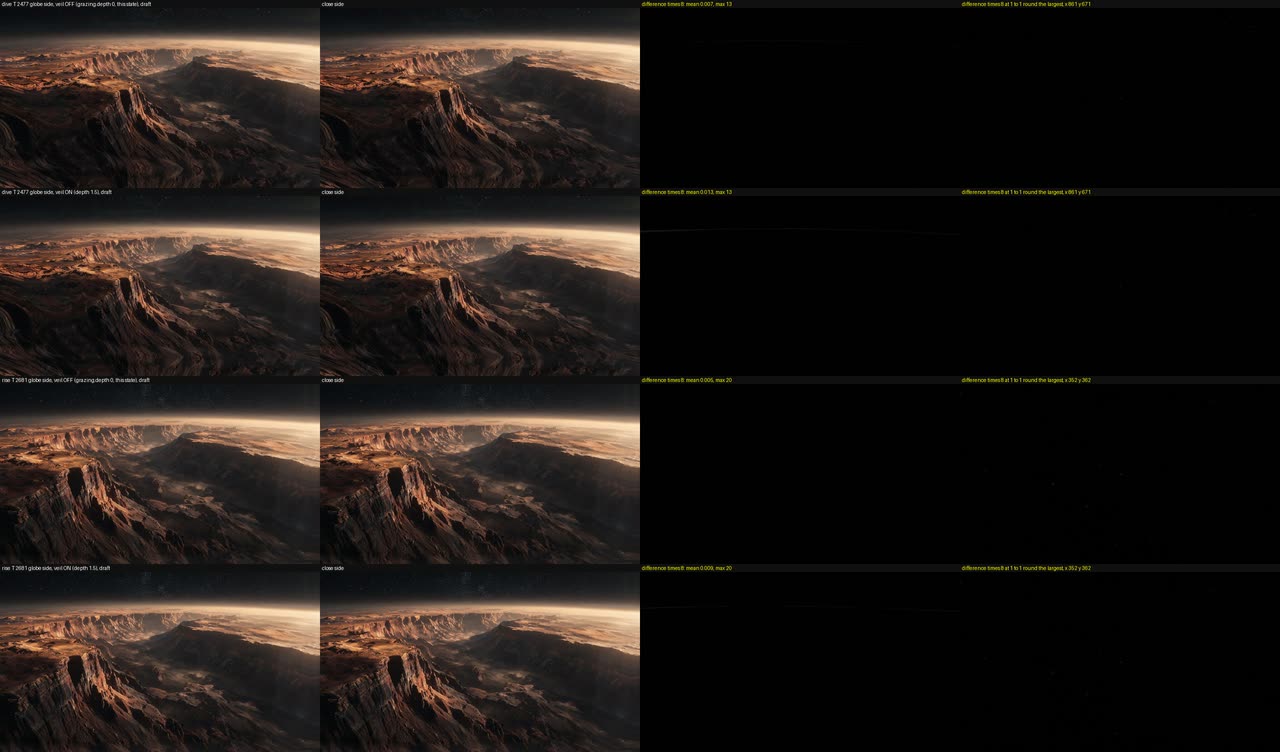 dive T 2477 globe side, veil OFF (grazing depth 0, this state), draft
close side
difference times 8: mean 0.007, max 13
difference times 8 at 1 to 1 round the largest, x 661 y 671
dive T 2477 globe side, veil ON (depth 1.5), draft
close side
difference times 8: mean 0.013, max 13
difference times 8 at 1 to 1 round the largest, x 661 y 671
rise T 2681 globe side, veil OFF (grazing depth 0, this state), draft
close side
difference times 8: mean 0.005, max 20
difference times 8 at 1 to 1 round the largest, x 352 y 362
rise T 2681 globe side, veil ON (depth 1.5), draft
close side
difference times 8: mean 0.009, max 20
difference times 8 at 1 to 1 round the largest, x 352 y 362